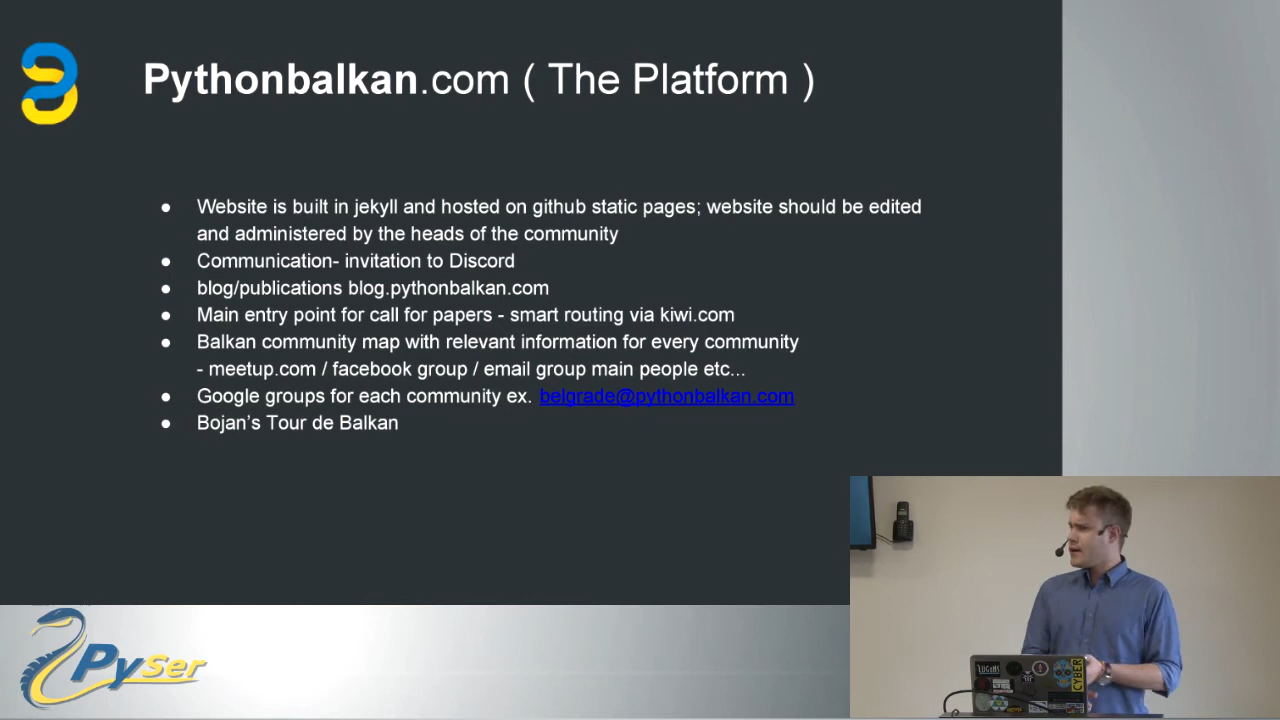 Pythonbalkan.com ( The Platform )
● Website is built in jekyll and hosted on github static pages; website should be edited
and administered by the heads of the community
● Communication- invitation to Discord
● blog/publications blog.pythonbalkan.com
● Main entry point for call for papers - smart routing via kiwi.com
● Balkan community map with relevant information for every community
- meetup.com / facebook group / email group main people etc...
● Google groups for each community ex. belgrade@pythonbalkan.com
● Bojan's Tour de Balkan
PySer
CYBER